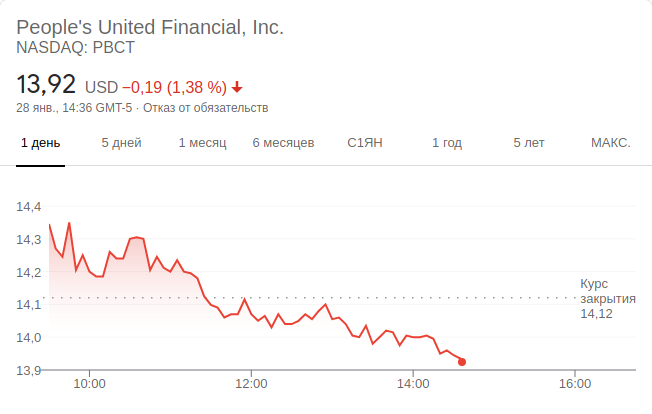 People's United Financial, Inc.
NASDAQ: PBCT
13,92 USD −0,19 (1,38 %)
28 янв., 14:36 GMT-5 · Отказ от обязательств
1 день 5 дней 1 месяц 6 месяцев С1ЯН 1 год 5 лет МАКС.
14,4
14,3
14,2
14,1
14,0
13,9
Курс
закрытия
14,12
10:00 12:00 14:00 16:00